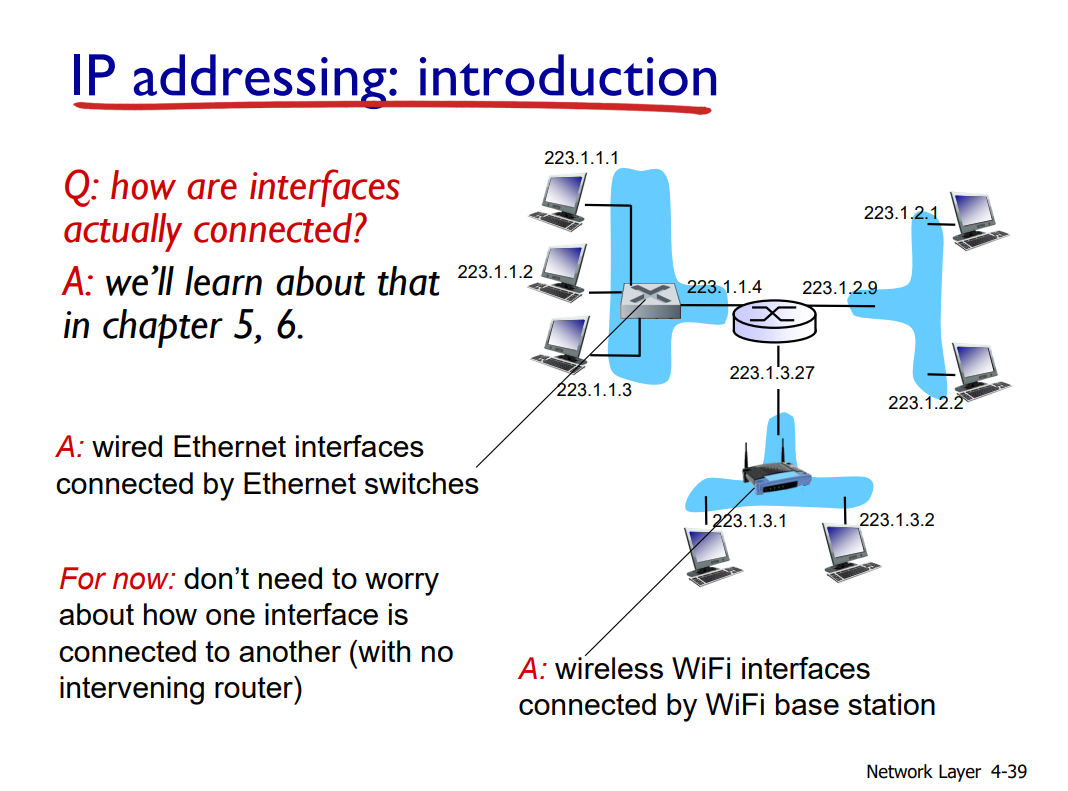 IP addressing: introduction
Q: how are interfaces
actually connected?
A: we’ll learn about that
in chapter 5, 6.
223.1.1.1
223.1.1.2
223.1.1.3
223.1.1.4
223.1.2.9
223.1.2.1
223.1.2.2
223.1.3.27
223.1.3.1
223.1.3.2
A: wired Ethernet interfaces
connected by Ethernet switches
For now: don’t need to worry
about how one interface is
connected to another (with no
intervening router)
A: wireless WiFi interfaces
connected by WiFi base station
Network Layer 4-39